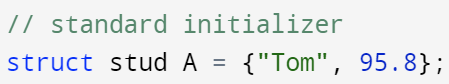 // standard initializer
struct stud A = {"Tom", 95.8};